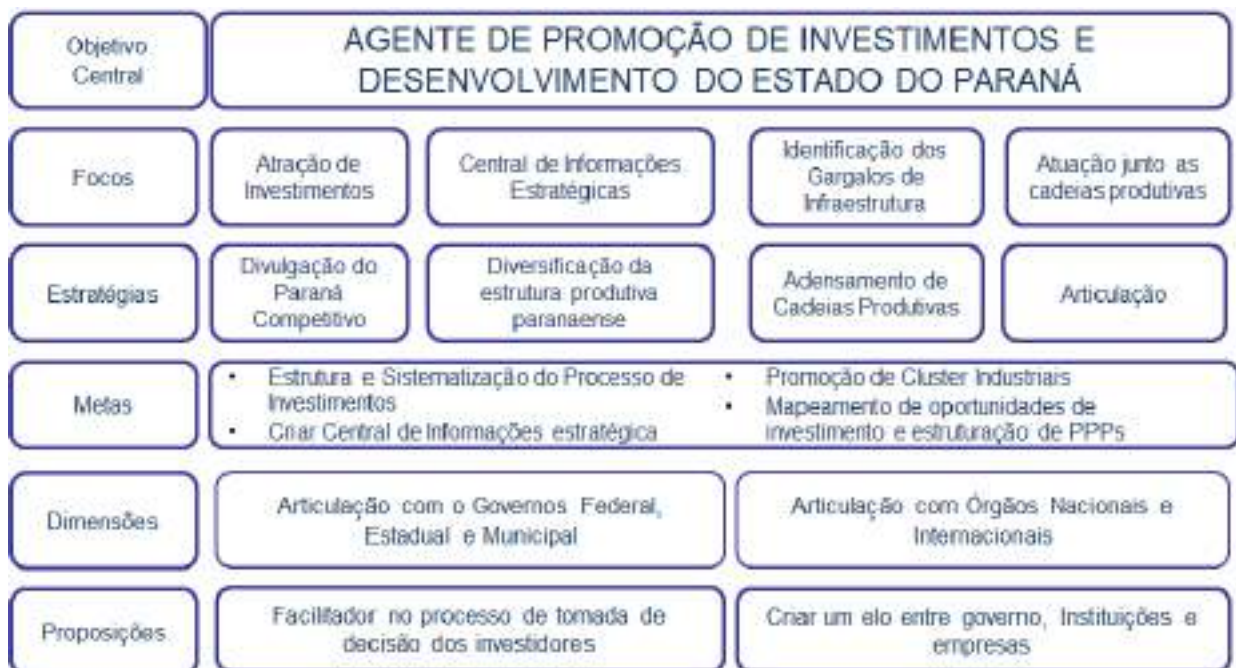 Objetivo
Central
AGENTE DE PROMOÇÃO DE INVESTIMENTOS E
DESENVOLVIMENTO DO ESTADO DO PARANÁ
Focos
Atração de
Investimentos
Central de Informações
Estratégicas
Identificação dos
Gargalos de
Infraestrutura
Atuação junto as
cadeias produtivas
Estratégias
Divulgação do
Paraná
Competitivo
Diversificação da
estrutura produtiva
paranaense
Adensamento de
Cadeias Produtivas
Articulação
Metas
• Estrutura e Sistematização do Processo de
Investimentos
• Criar Central de Informações estratégica
• Promoção de Cluster Industriais
• Mapeamento de oportunidades de
investimento e estruturação de PPPs
Dimensões
Articulação com o Governos Federal,
Estadual e Municipal
Articulação com Órgãos Nacionais e
Internacionais
Proposições
Facilitador no processo de tomada de
decisão dos investidores
Criar um elo entre governo, Instituições e
empresas